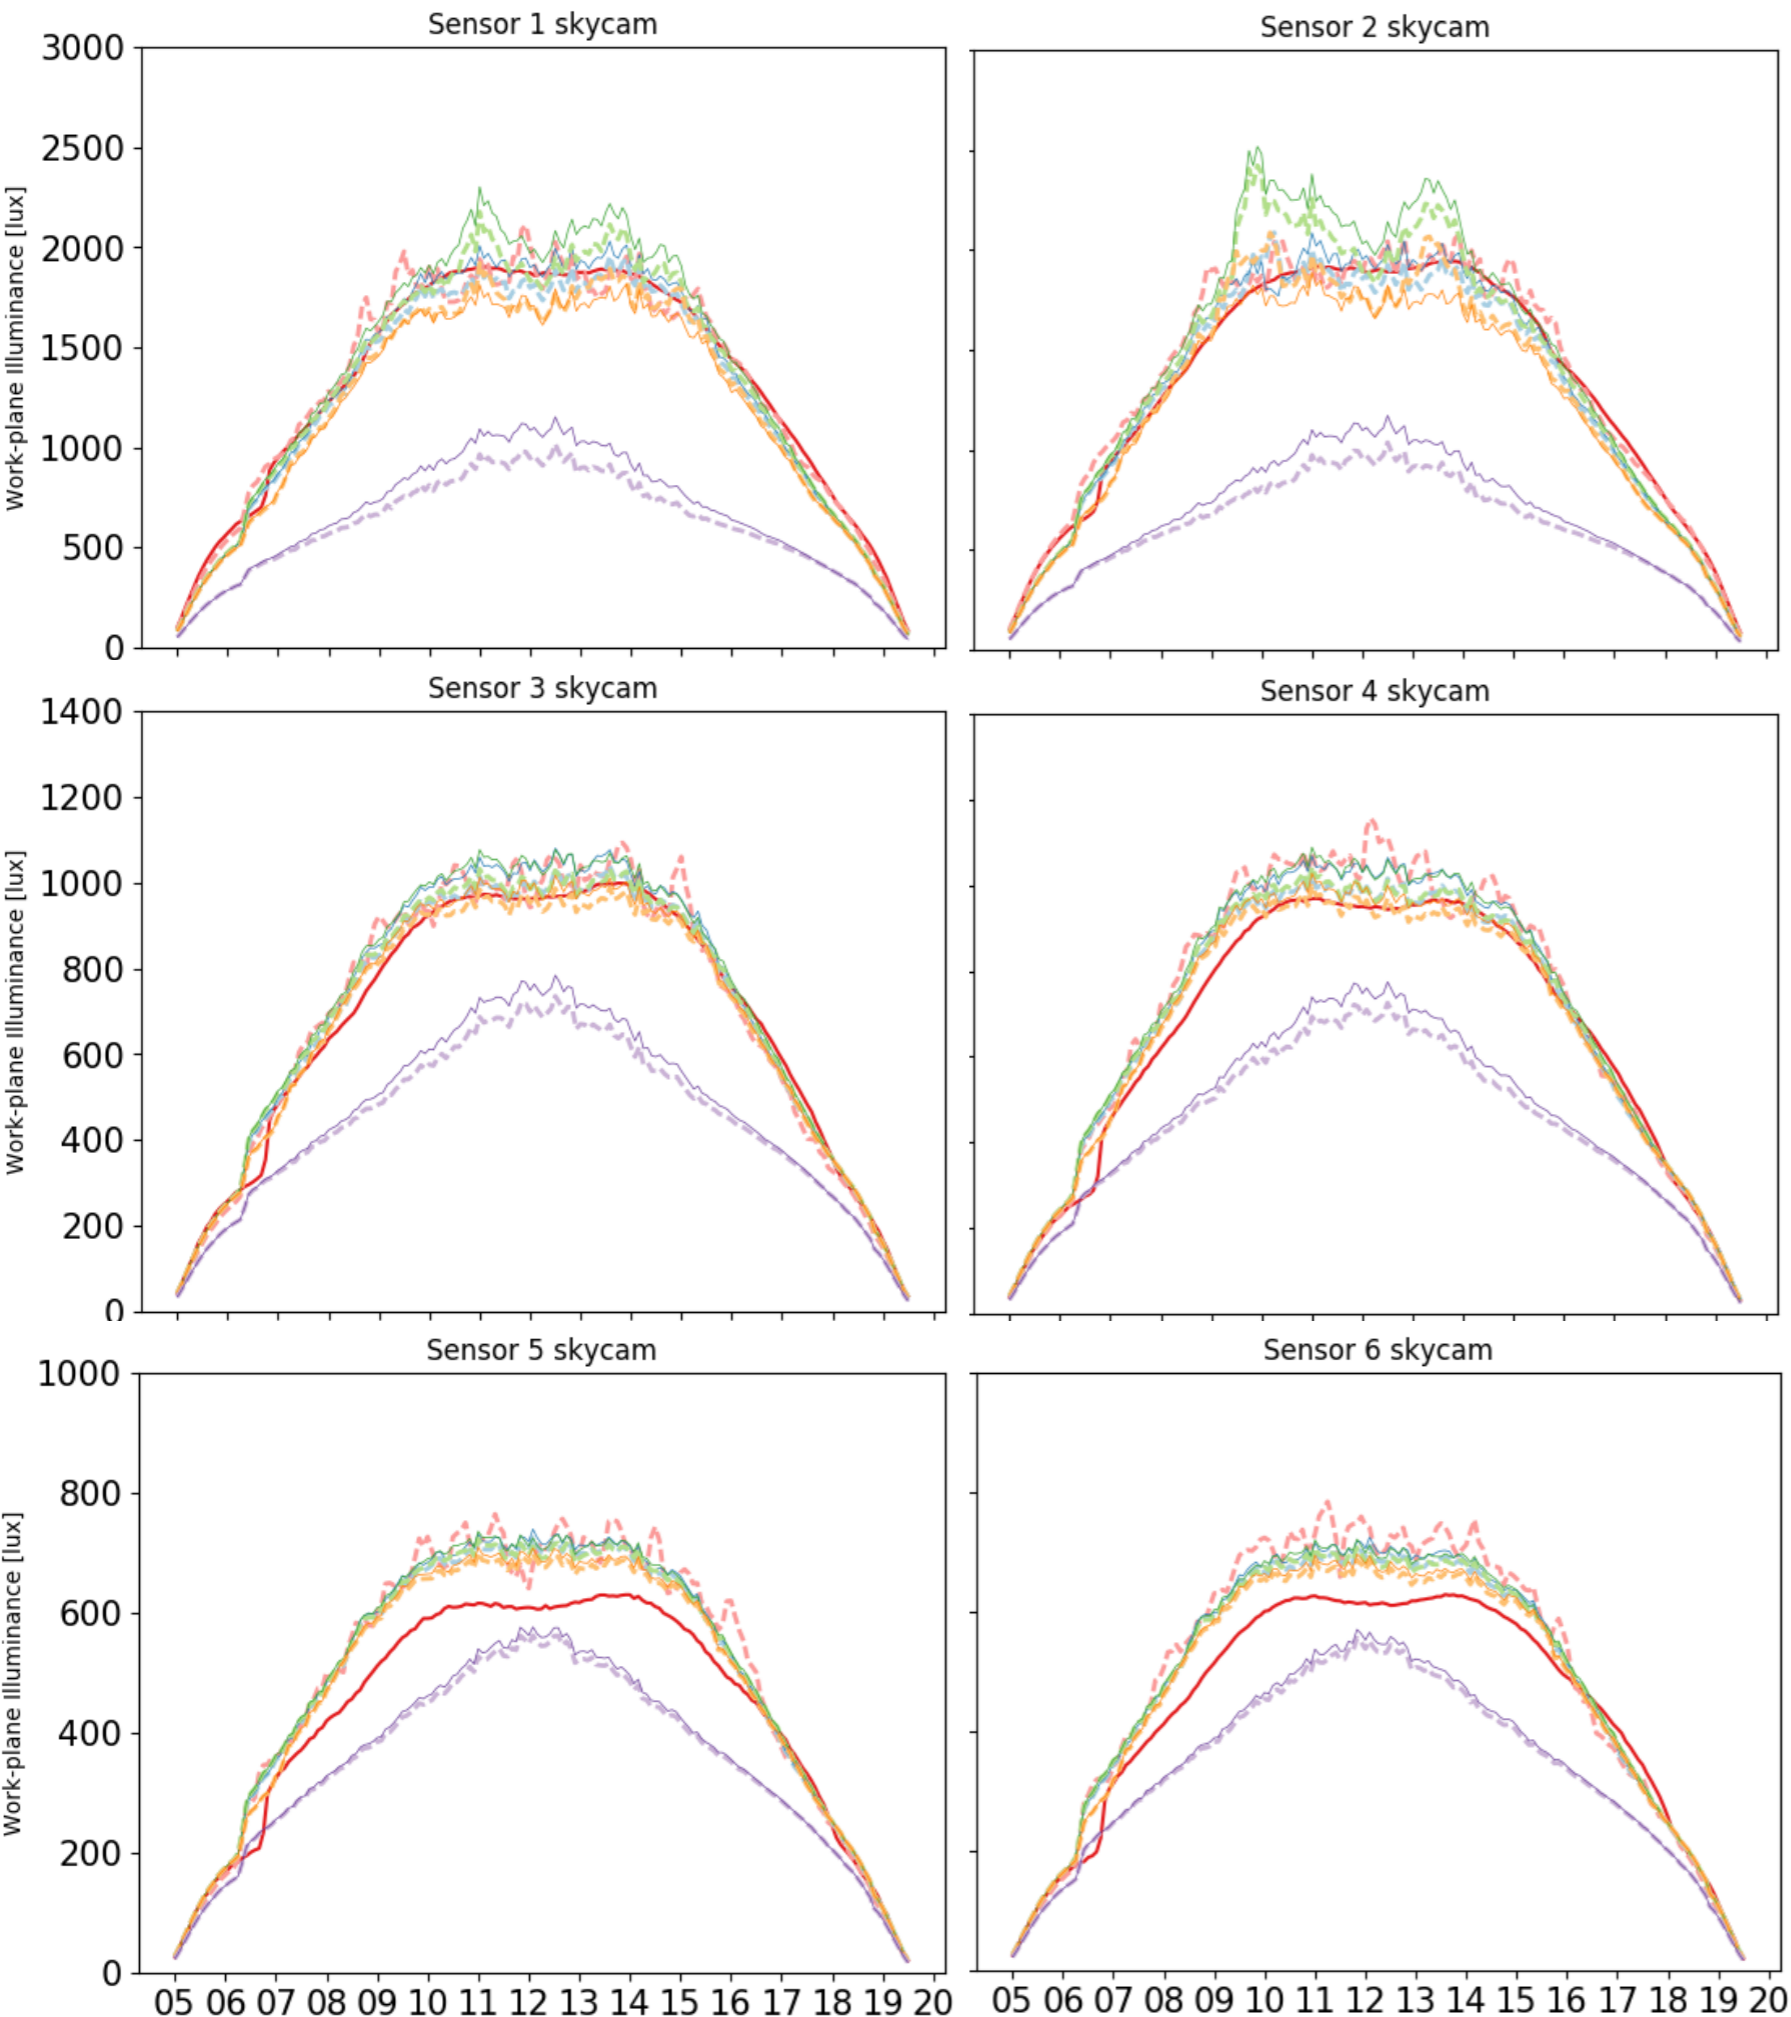 Sensor 1 skycam
Sensor 2 skycam
3000
2500
2000
1500
1000
500
0
Work-plane Illuminance [lux]
Sensor 3 skycam
Sensor 4 skycam
1400
1200
1000
800
600
400
200
0
Work-plane Illuminance [lux]
Sensor 5 skycam
Sensor 6 skycam
1000
800
600
400
200
0
Work-plane Illuminance [lux]
05 06 07 08 09 10 11 12 13 14 15 16 17 18 19 20
05 06 07 08 09 10 11 12 13 14 15 16 17 18 19 20